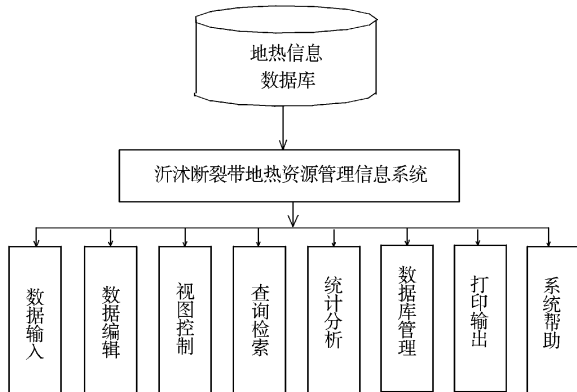 地热信息
数据库
沂沭断裂带地热资源管理信息系统
数据输入
数据编辑
视图控制
查询检索
统计分析
数据库管理
打印输出
系统帮助